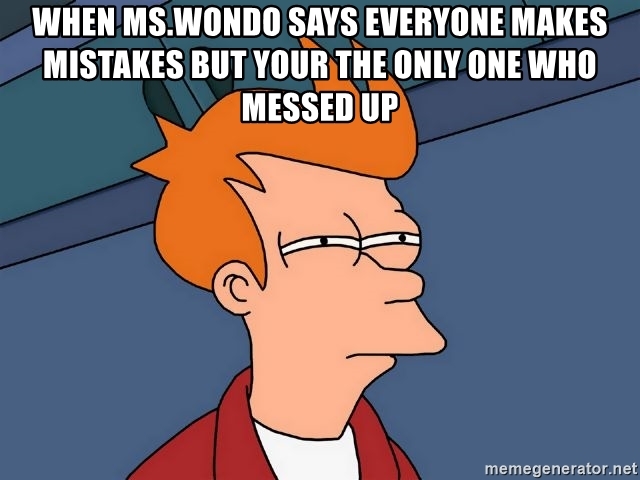 WHEN MS.WONDO SAYS EVERYONE MAKES
MISTAKES BUT YOUR THE ONLY ONE WHO
MESSED UP
memegenerator.net